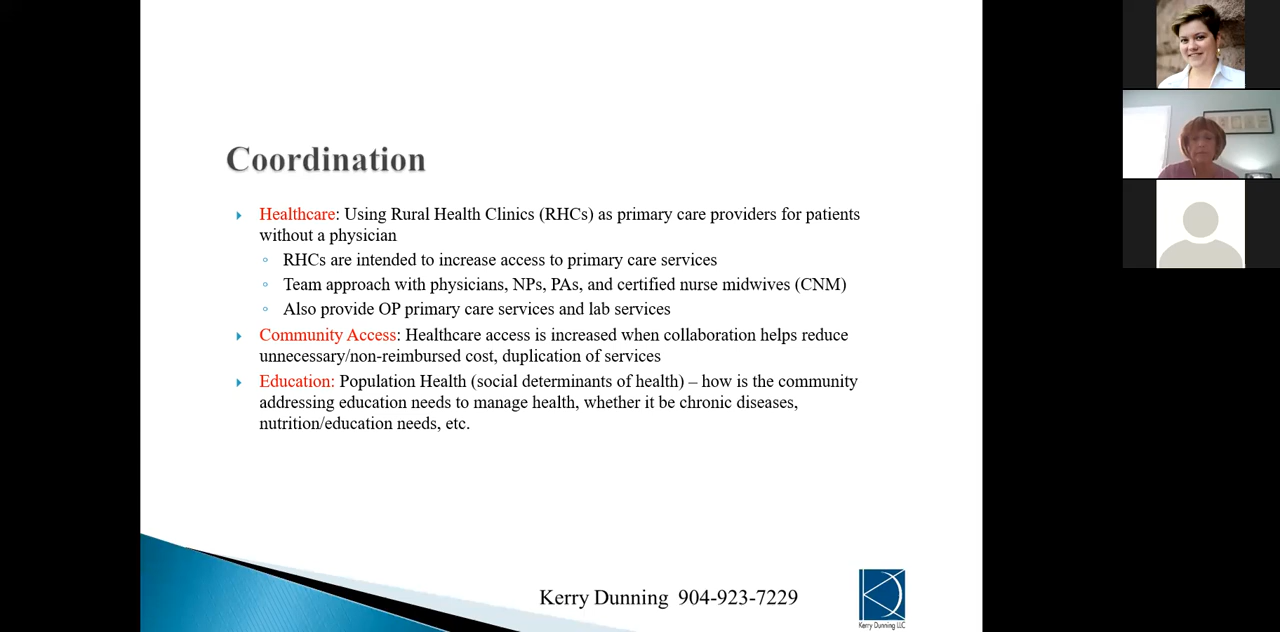 Coordination
Healthcare: Using Rural Health Clinics (RHCs) as primary care providers for patients
without a physician
RHCs are intended to increase access to primary care services
Team approach with physicians, NPs, PAs, and certified nurse midwives (CNM)
Also provide OP primary care services and lab services
Community Access: Healthcare access is increased when collaboration helps reduce
unnecessary/non-reimbursed cost, duplication of services
Education: Population Health (social determinants of health) – how is the community
addressing education needs to manage health, whether it be chronic diseases,
nutrition/education needs, etc.
Kerry Dunning 904-923-7229
Kerry Dunning LLC